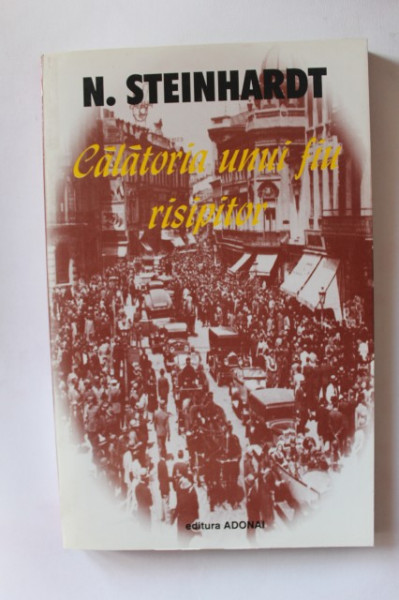 N. STEINHARDT
Călătoria unui fiu
risipitor
editura ADONAI